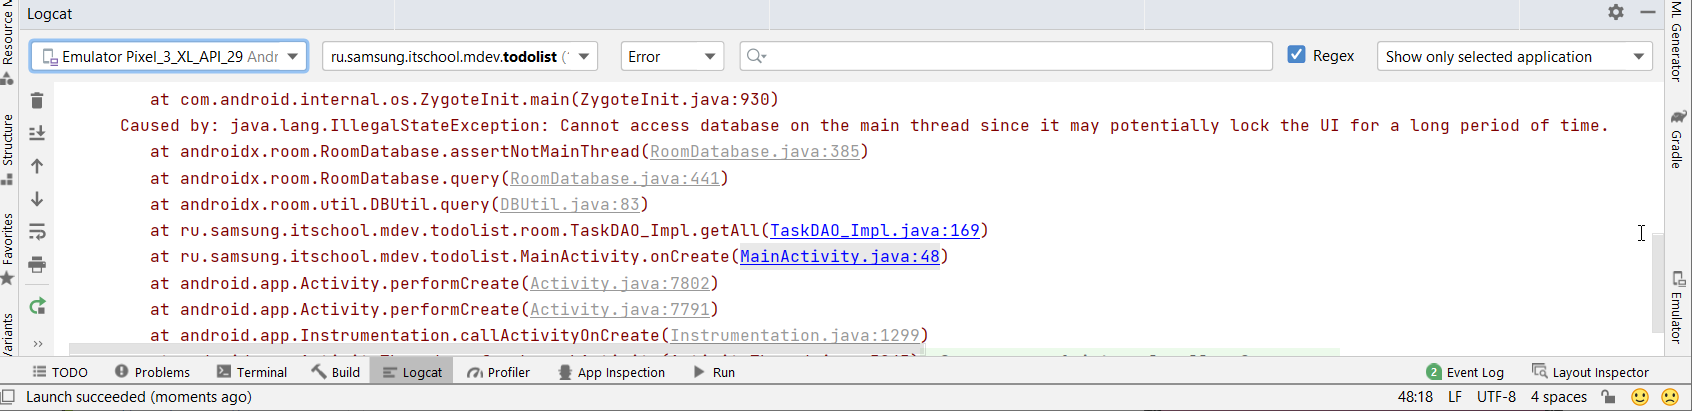 Logcat
Emulator Pixel_3_XL_API_29 Andr
ru.samsung.itschool.mdev.todolist (
Error
Regex
Show only selected application
at com.android.internal.os.ZygoteInit.main(ZygoteInit.java:930)
Caused by: java.lang.IllegalStateException: Cannot access database on the main thread since it may potentially lock the UI for a long period of time.
at androidx.room.RoomDatabase.assertNotMainThread(RoomDatabase.java:385)
at androidx.room.RoomDatabase.query(RoomDatabase.java:441)
at androidx.room.util.DBUtil.query(DBUtil.java:83)
at ru.samsung.itschool.mdev.todolist.room.TaskDAO_Impl.getAll(TaskDAO_Impl.java:169)
at ru.samsung.itschool.mdev.todolist.MainActivity.onCreate(MainActivity.java:48)
at android.app.Activity.performCreate(Activity.java:7802)
at android.app.Activity.performCreate(Activity.java:7791)
at android.app.Instrumentation.callActivityOnCreate(Instrumentation.java:1299)
Resource M
Structure
Favorites
ariants
ML Generator
Gradle
Emulator
TODO
Problems
Terminal
Build
Logcat
Profiler
App Inspection
Run
2 Event Log
Layout Inspector
Launch succeeded (moments ago)
48:18 LF UTF-8 4 spaces